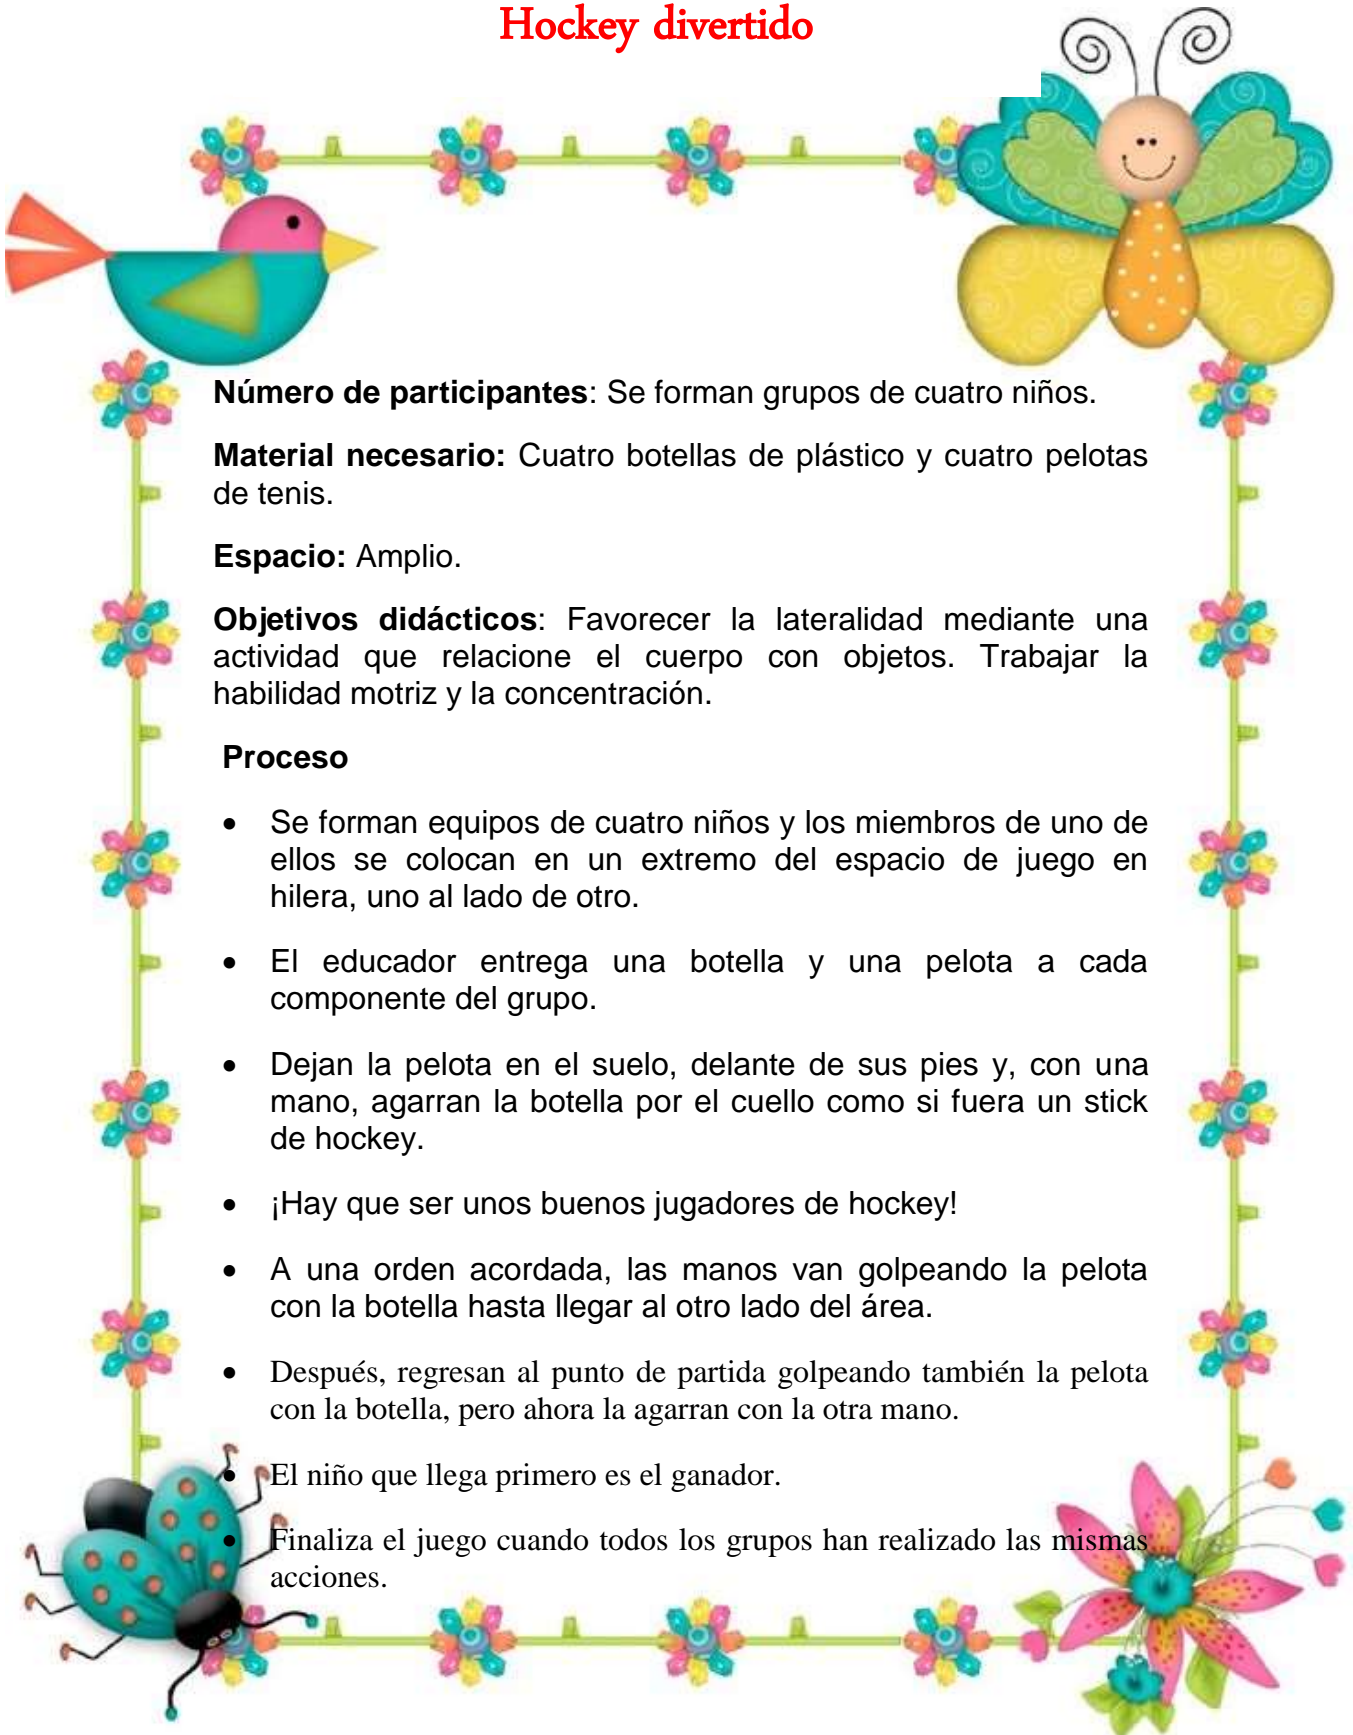 Hockey divertido
Número de participantes: Se forman grupos de cuatro niños.
Material necesario: Cuatro botellas de plástico y cuatro pelotas
de tenis.
Espacio: Amplio.
Objetivos didácticos: Favorecer la lateralidad mediante una
actividad que relacione el cuerpo con objetos. Trabajar la
habilidad motriz y la concentración.
Proceso
• Se forman equipos de cuatro niños y los miembros de uno de
ellos se colocan en un extremo del espacio de juego en
hilera, uno al lado de otro.
• El educador entrega una botella y una pelota a cada
componente del grupo.
• Dejan la pelota en el suelo, delante de sus pies y, con una
mano, agarran la botella por el cuello como si fuera un stick
de hockey.
• ¡Hay que ser unos buenos jugadores de hockey!
• A una orden acordada, las manos van golpeando la pelota
con la botella hasta llegar al otro lado del área.
• Después, regresan al punto de partida golpeando también la pelota
con la botella, pero ahora la agarran con la otra mano.
• El niño que llega primero es el ganador.
• Finaliza el juego cuando todos los grupos han realizado las mismas
acciones.